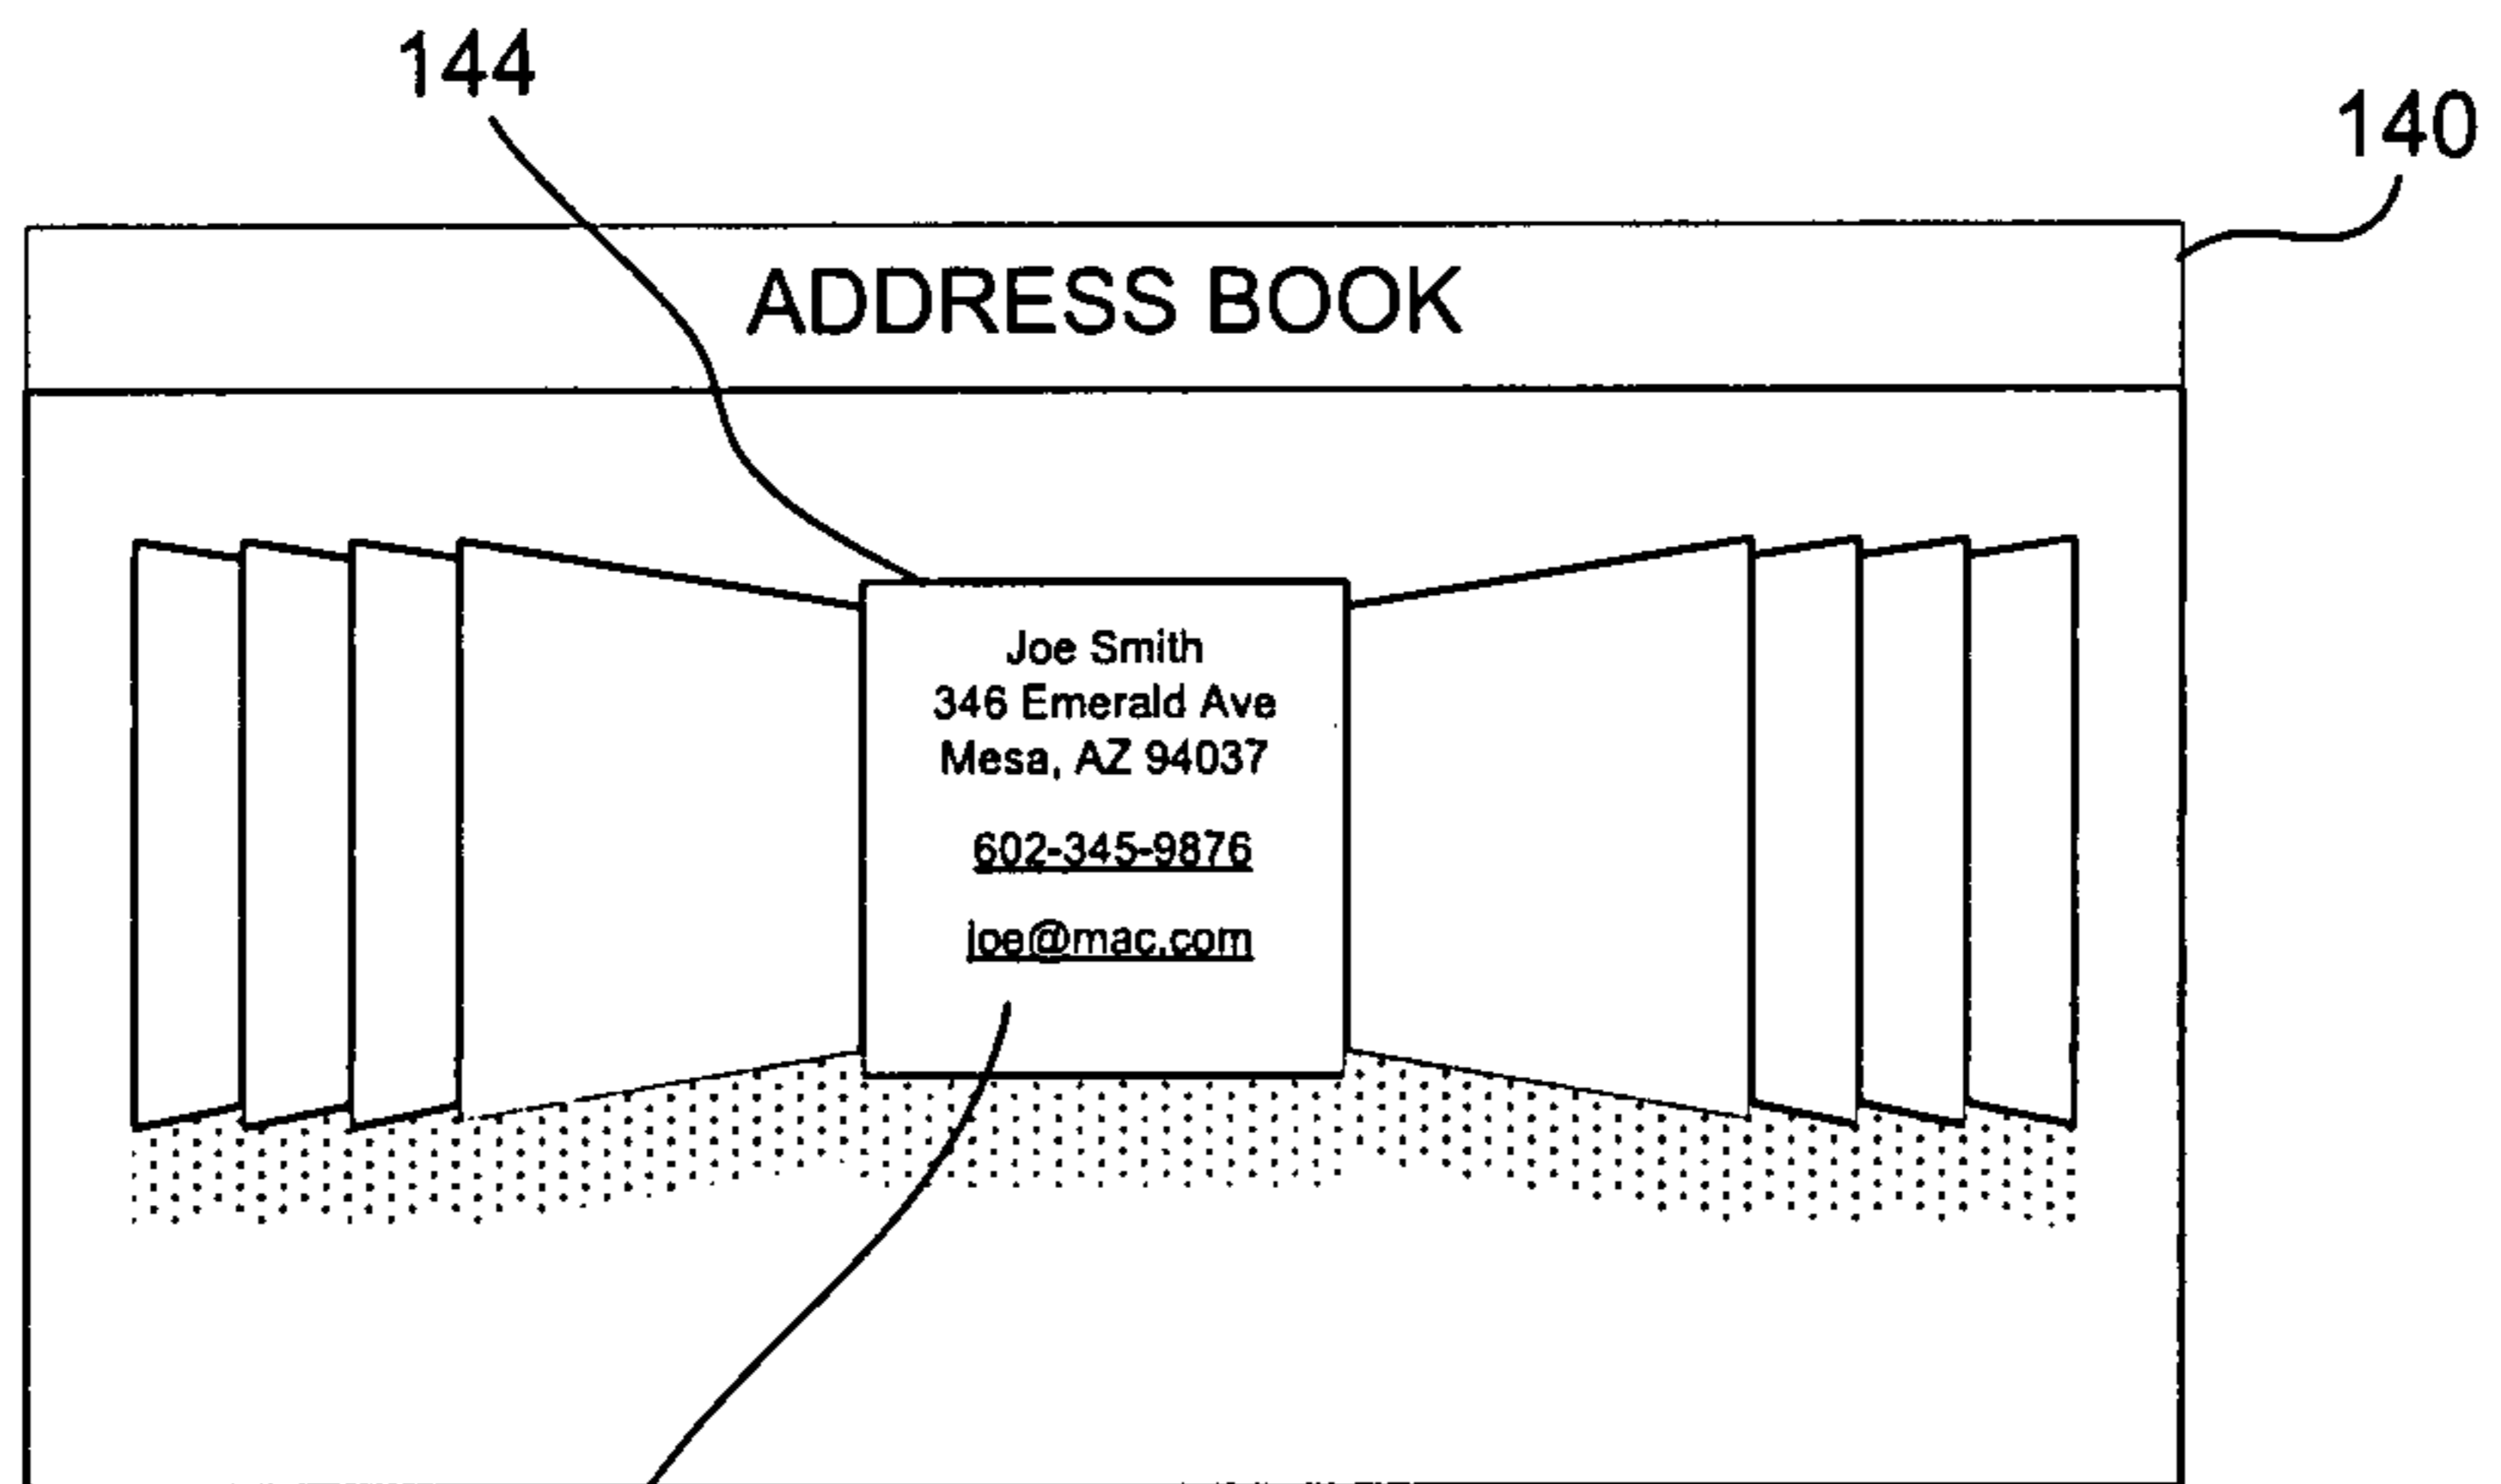 144
140
ADDRESS BOOK
Joe Smith
346 Emerald Ave
Mesa, AZ 94037
602-345-9876
joe@mac.com